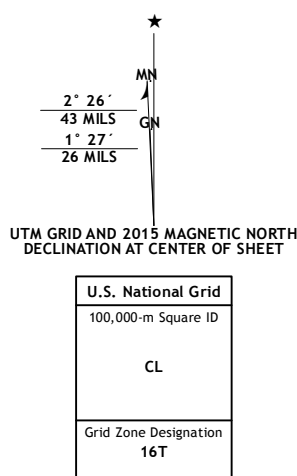 MN
2° 26´
43 MILS
GN
1° 27´
26 MILS
UTM GRID AND 2015 MAGNETIC NORTH
DECLINATION AT CENTER OF SHEET
U.S. National Grid
100,000-m Square ID
CL
Grid Zone Designation
16T